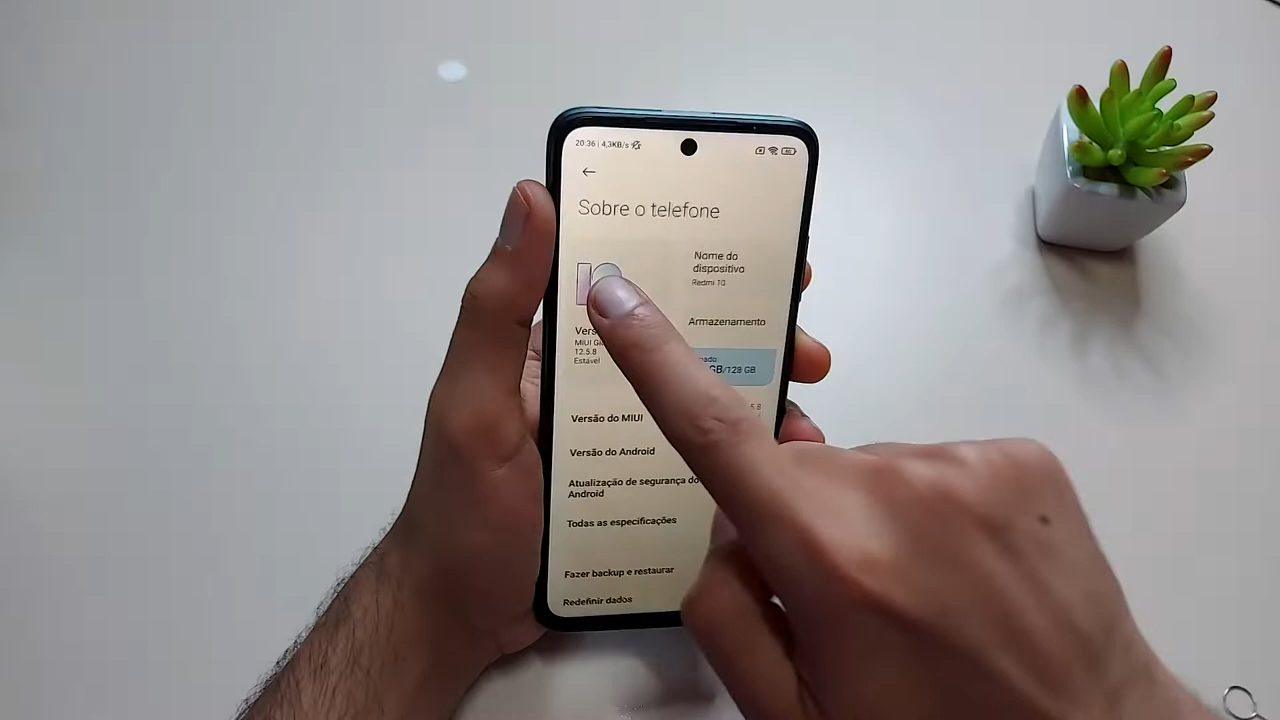 20:36 | 4,3KB/s
Sobre o telefone
Nome do
dispositivo
Redmi 10
Armazenamento
GB/128 GB
MIUI
12.5.8
Estável
Versão do MIUI
Versão do Android
Atualização de segurança do
Android
Todas as especificações
Fazer backup e restaurar
Redefinir dados